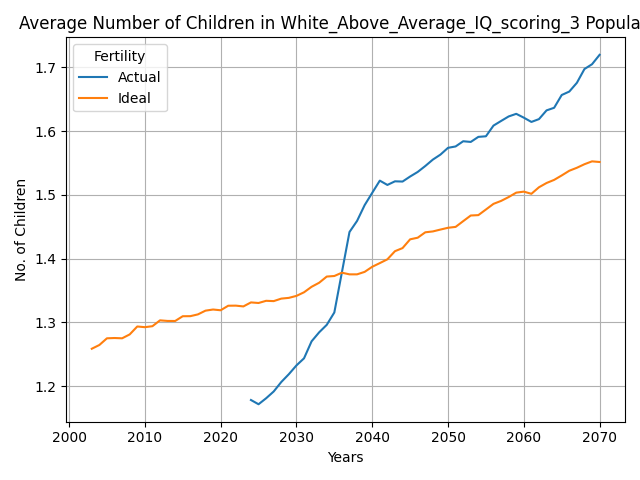 Average Number of Children in White_Above_Average_IQ_scoring_3 Popula
Fertility
Actual
Ideal
1.7
1.6
1.5
1.4
1.3
1.2
No. of Children
2000 2010 2020 2030 2040 2050 2060 2070
Years